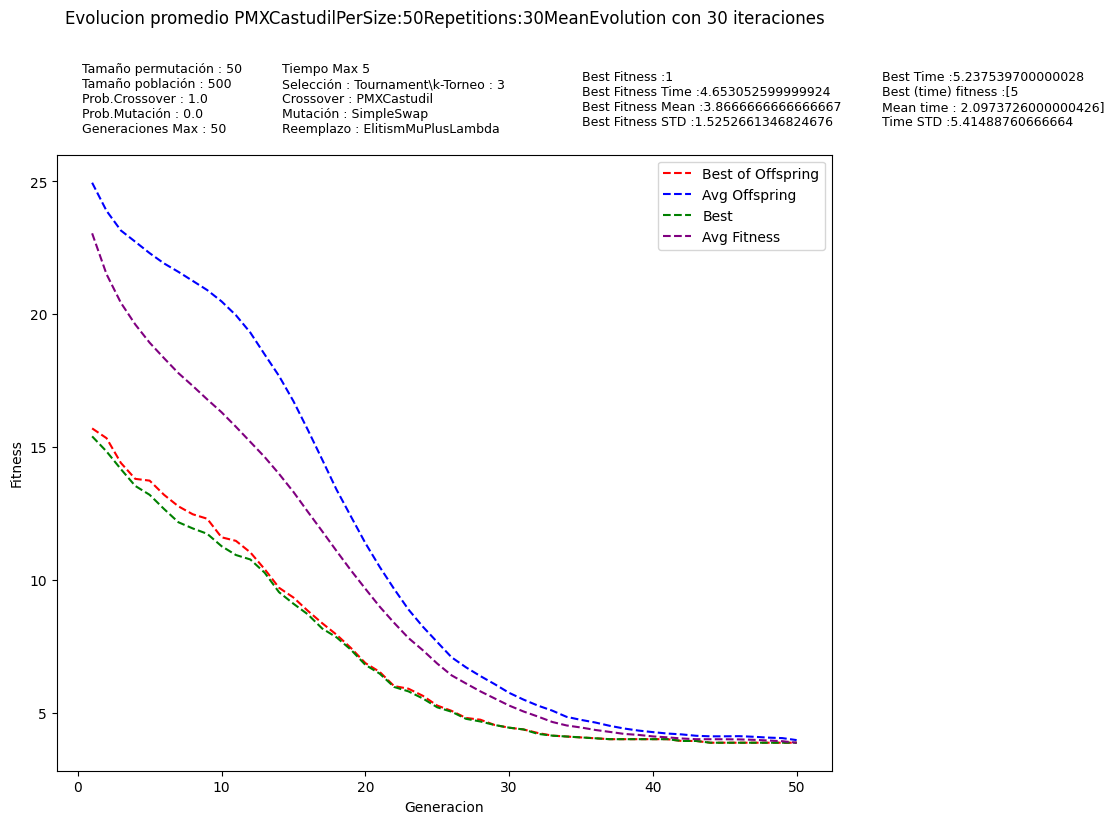 Evolucion promedio PMXCastudilPerSize:50Repetitions:30MeanEvolution con 30 iteraciones
Tamaño permutación : 50
Tamaño población : 500
Prob.Crossover : 1.0
Prob.Mutación : 0.0
Generaciones Max : 50
Tiempo Max 5
Selección : Tournament\k-Torneo : 3
Crossover : PMXCastudil
Mutación : SimpleSwap
Reemplazo : ElitismMuPlusLambda
Best Fitness :1
Best Fitness Time :4.653052599999924
Best Fitness Mean :3.8666666666666667
Best Fitness STD :1.5252661346824676
Best Time :5.237539700000028
Best (time) fitness :[5
Mean time : 2.0973726000000426]
Time STD :5.41488760666664
Best of Offspring
Avg Offspring
Best
Avg Fitness
Fitness
25
20
15
10
5
0
10
20
30
40
50
Generacion